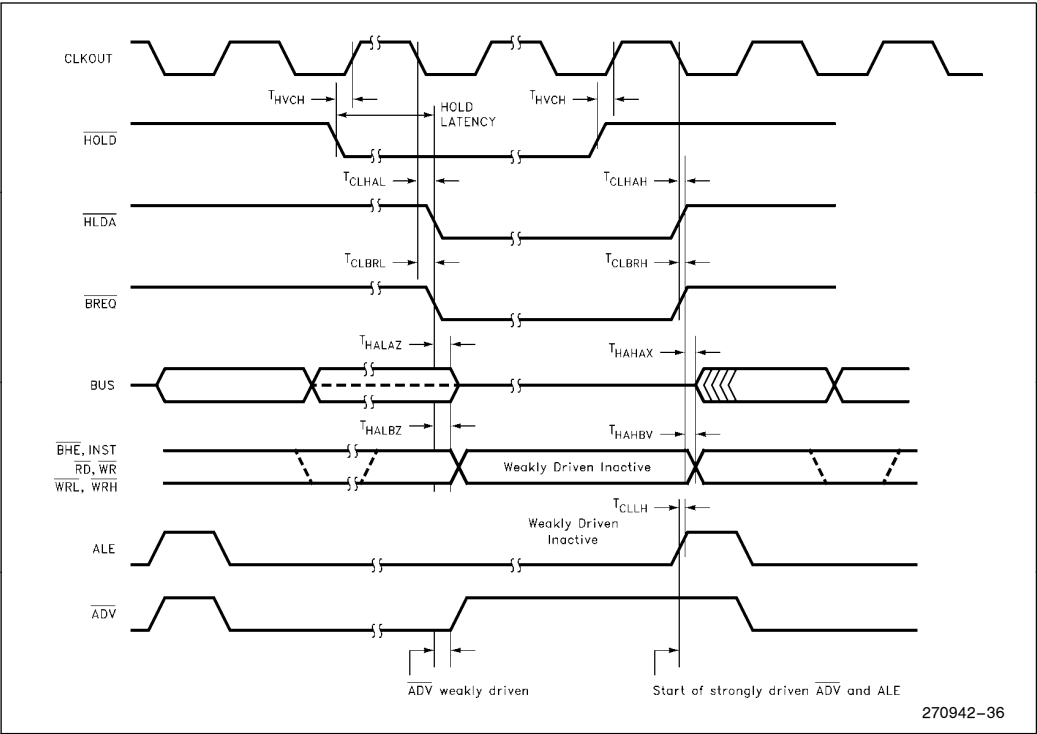 CLKOUT
THVCH
THVCH
HOLD
LATENCY
HOLD
TCLHAL
TCLHAH
HLDA
TCLBRL
TCLBRH
BREQ
THALAZ
THAHAX
BUS
THALBZ
THAHBV
BHE, INST
RD, WR
WRL, WRH
Weakly Driven Inactive
TCLLH
Weakly Driven
Inactive
ALE
ADV
ADV weakly driven
Start of strongly driven ADV and ALE
270942-36